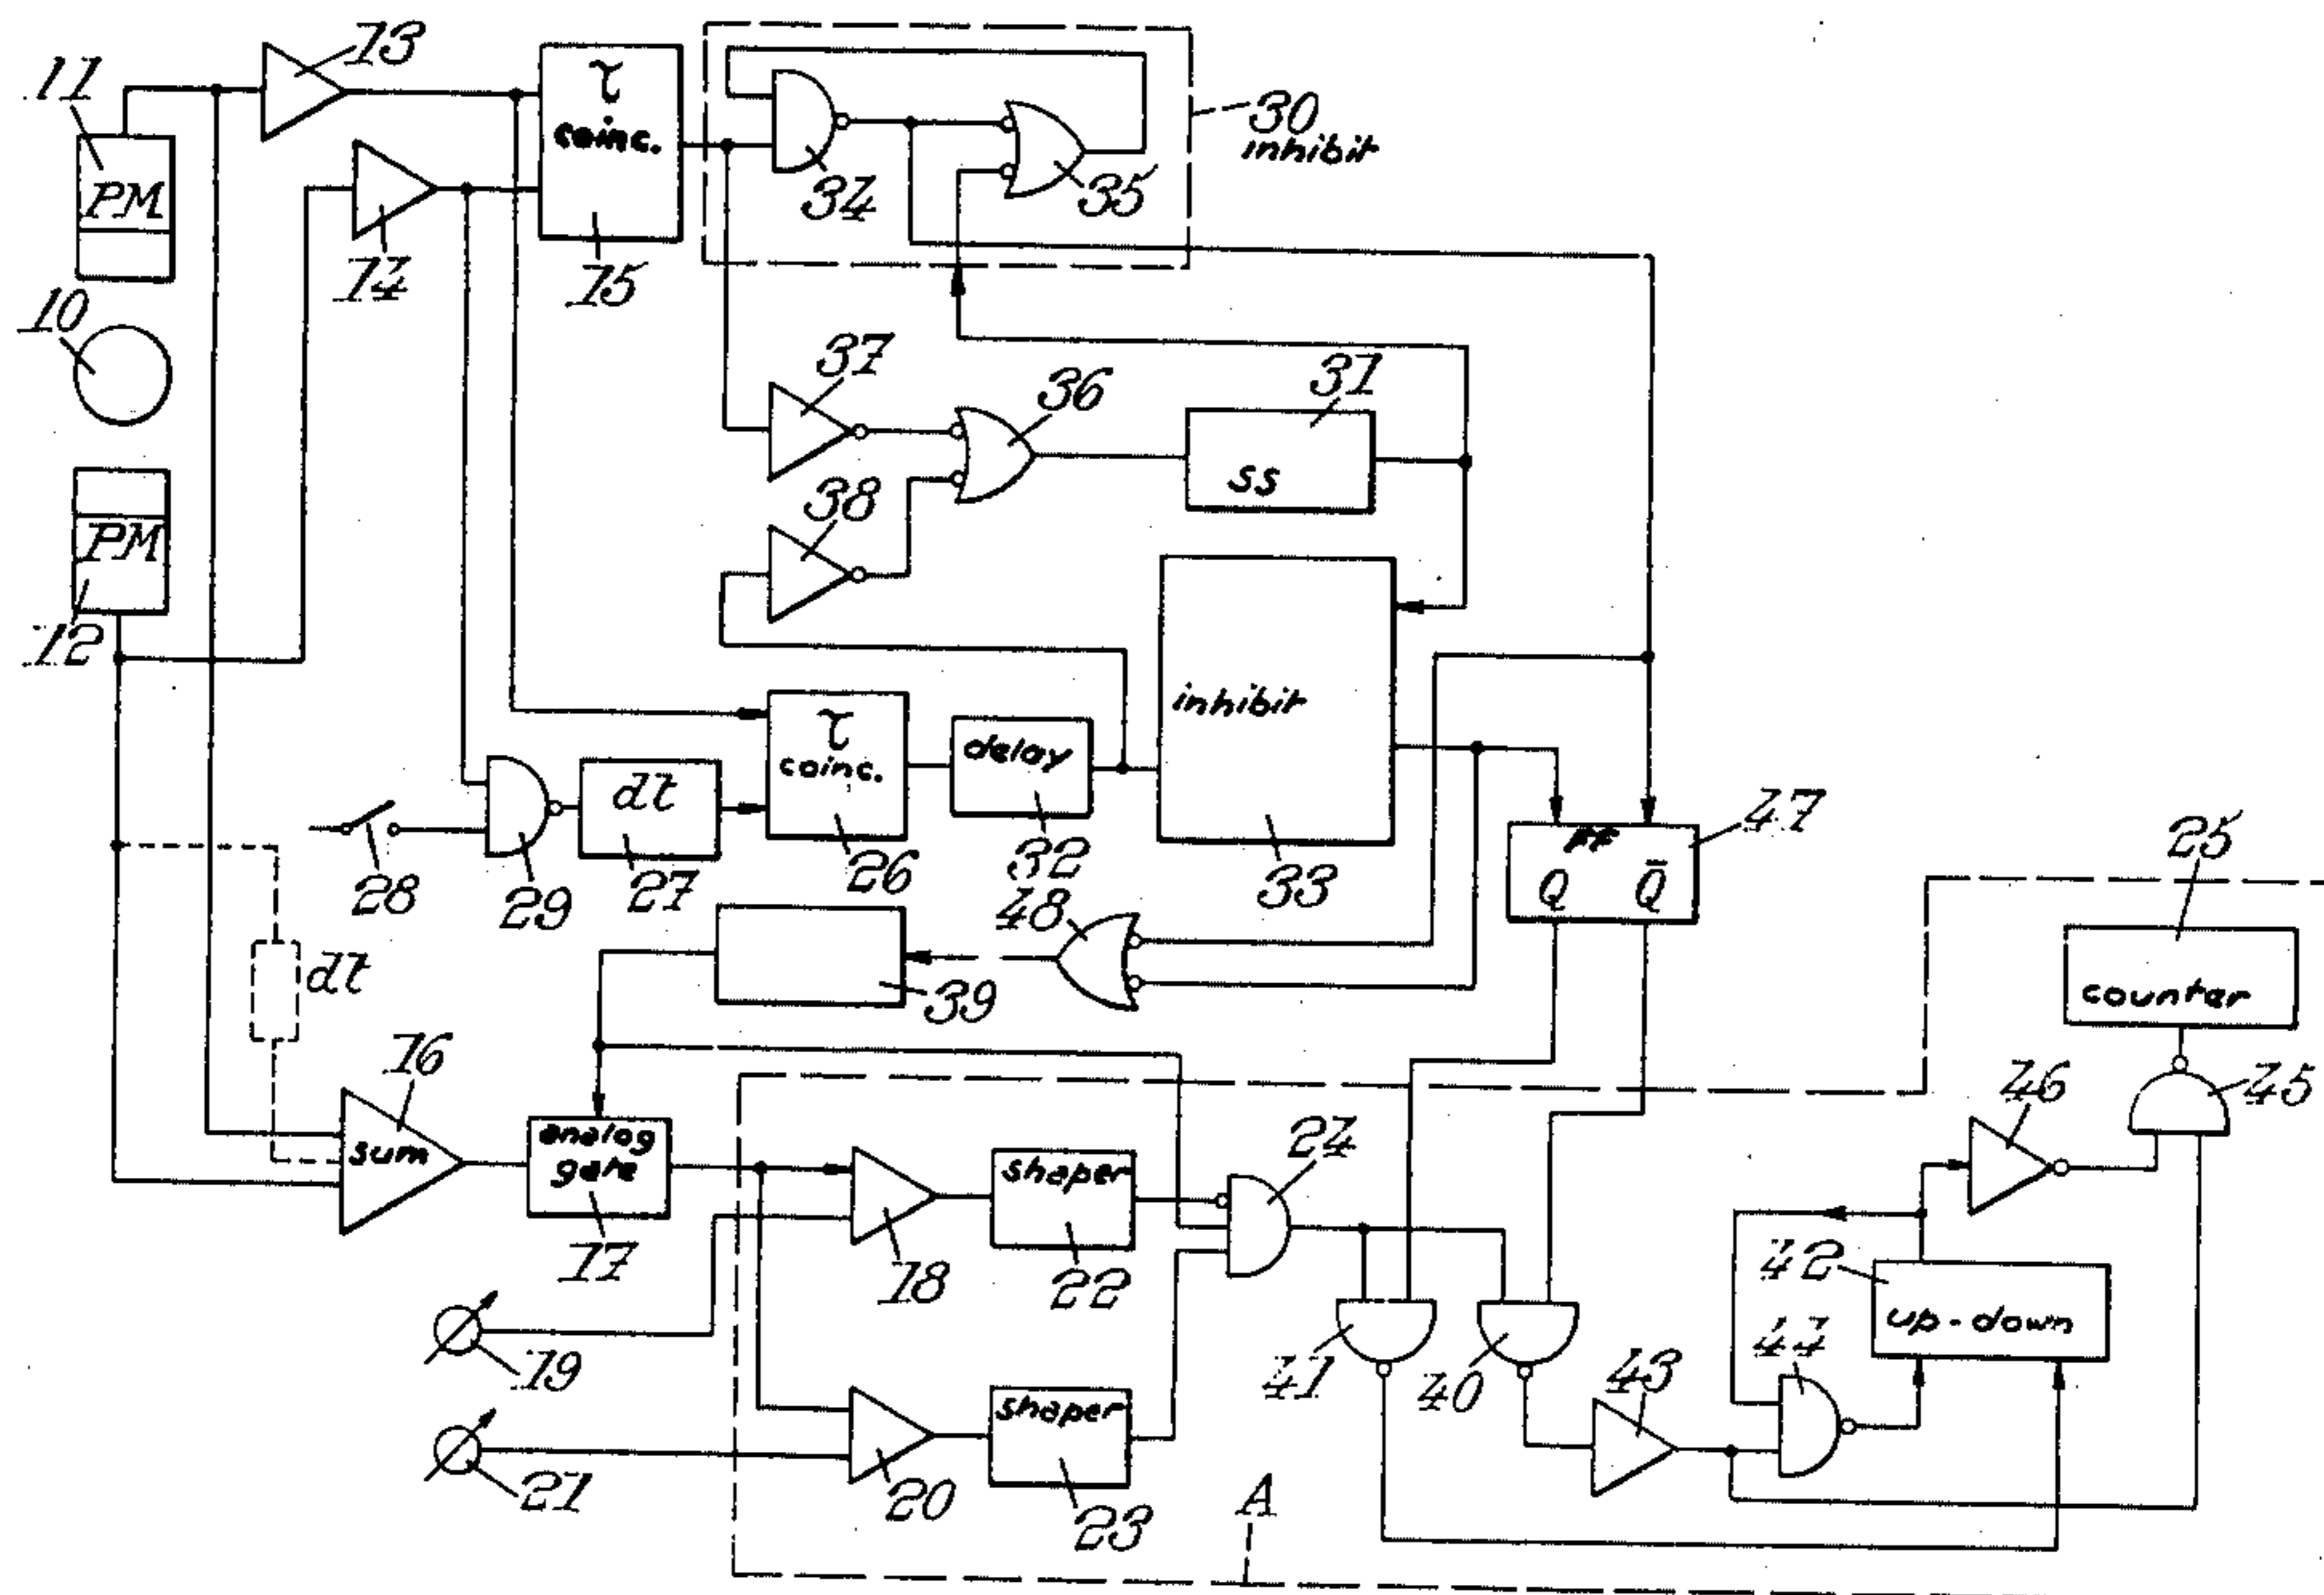 11
PM
13
τ
coinc.
15
34
35
30
inhibit
14
10
PM
12
37
36
31
ss
38
inhibit
33
τ
coinc.
26
delay
32
dt
27
28
29
FF
Q Q̄
47
25
counter
48
39
dt
16
sum
analog
gate
17
18
shaper
22
24
46
45
42
up-down
19
41
40
43
44
21
20
shaper
23
A